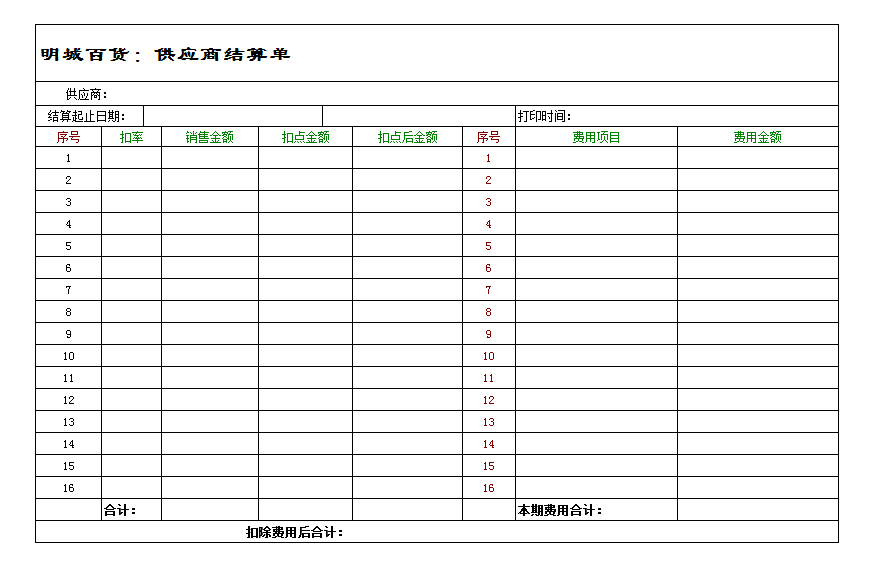 明城百货：供应商结算单
供应商：
结算起止日期： 打印时间：
序号 扣率 销售金额 扣点金额 扣点后金额 序号 费用项目 费用金额
1 1
2 2
3 3
4 4
5 5
6 6
7 7
8 8
9 9
10 10
11 11
12 12
13 13
14 14
15 15
16 16
合计： 本期费用合计：
扣除费用后合计：